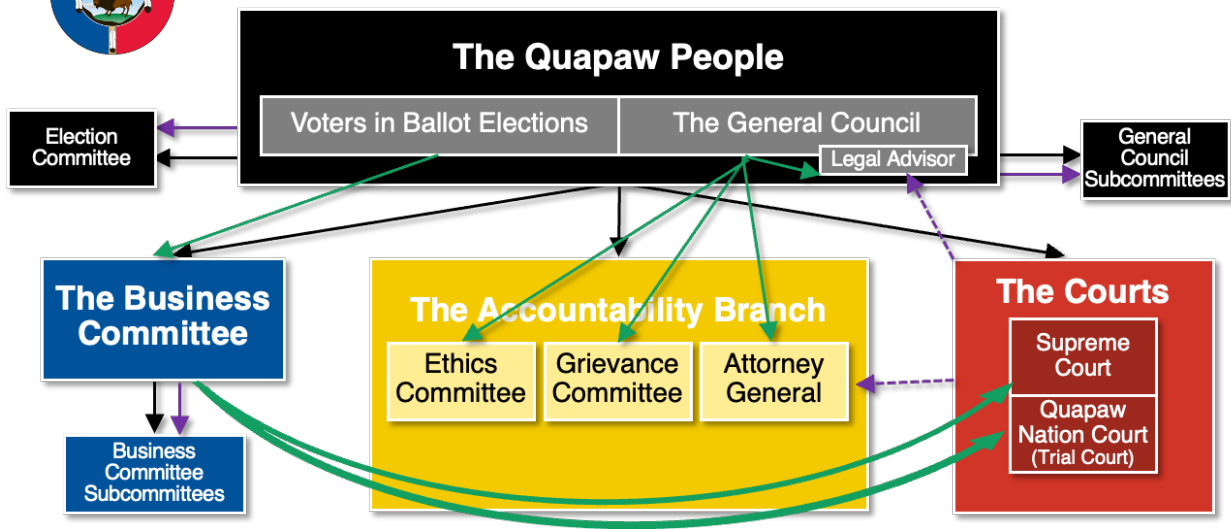 The Quapaw People
Voters in Ballot Elections
The General Council
Legal Advisor
Election
Committee
General
Council
Subcommittees
The Business
Committee
The Accountability Branch
Ethics
Committee
Grievance
Committee
Attorney
General
The Courts
Supreme
Court
Quapaw
Nation Court
(Trial Court)
Business
Committee
Subcommittees